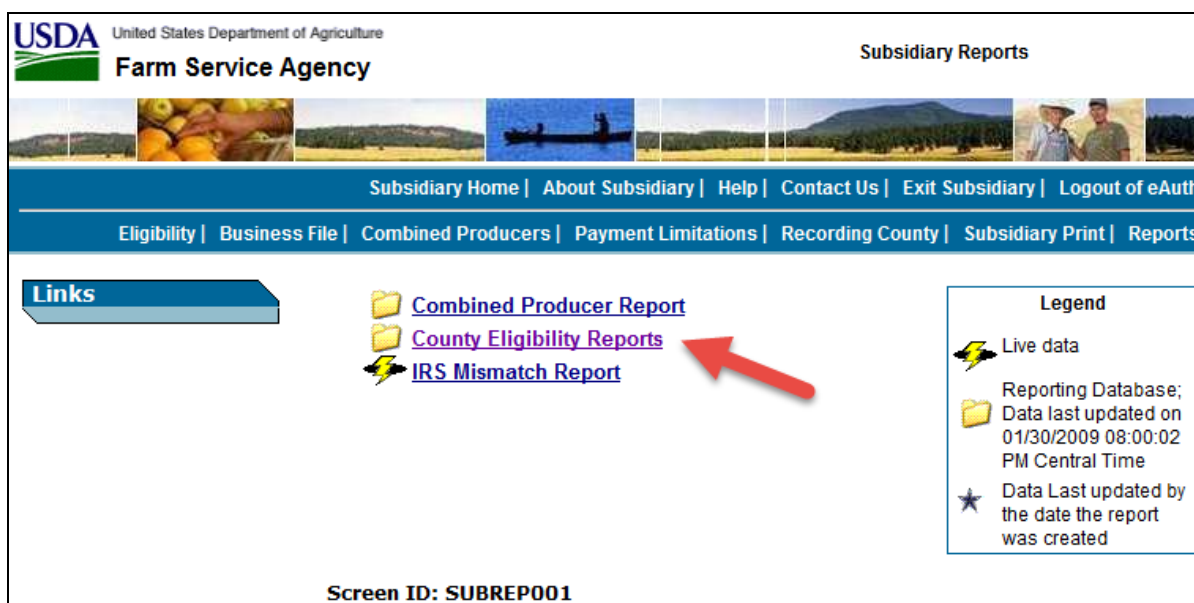 USDA
United States Department of Agriculture
Farm Service Agency
Subsidiary Reports
Subsidiary Home | About Subsidiary | Help | Contact Us | Exit Subsidiary | Logout of eAuth
Eligibility | Business File | Combined Producers | Payment Limitations | Recording County | Subsidiary Print | Reports
Links
Combined Producer Report
County Eligibility Reports
IRS Mismatch Report
Legend
Live data
Reporting Database;
Data last updated on
01/30/2009 08:00:02
PM Central Time
Data Last updated by
the date the report
was created
Screen ID: SUBREP001